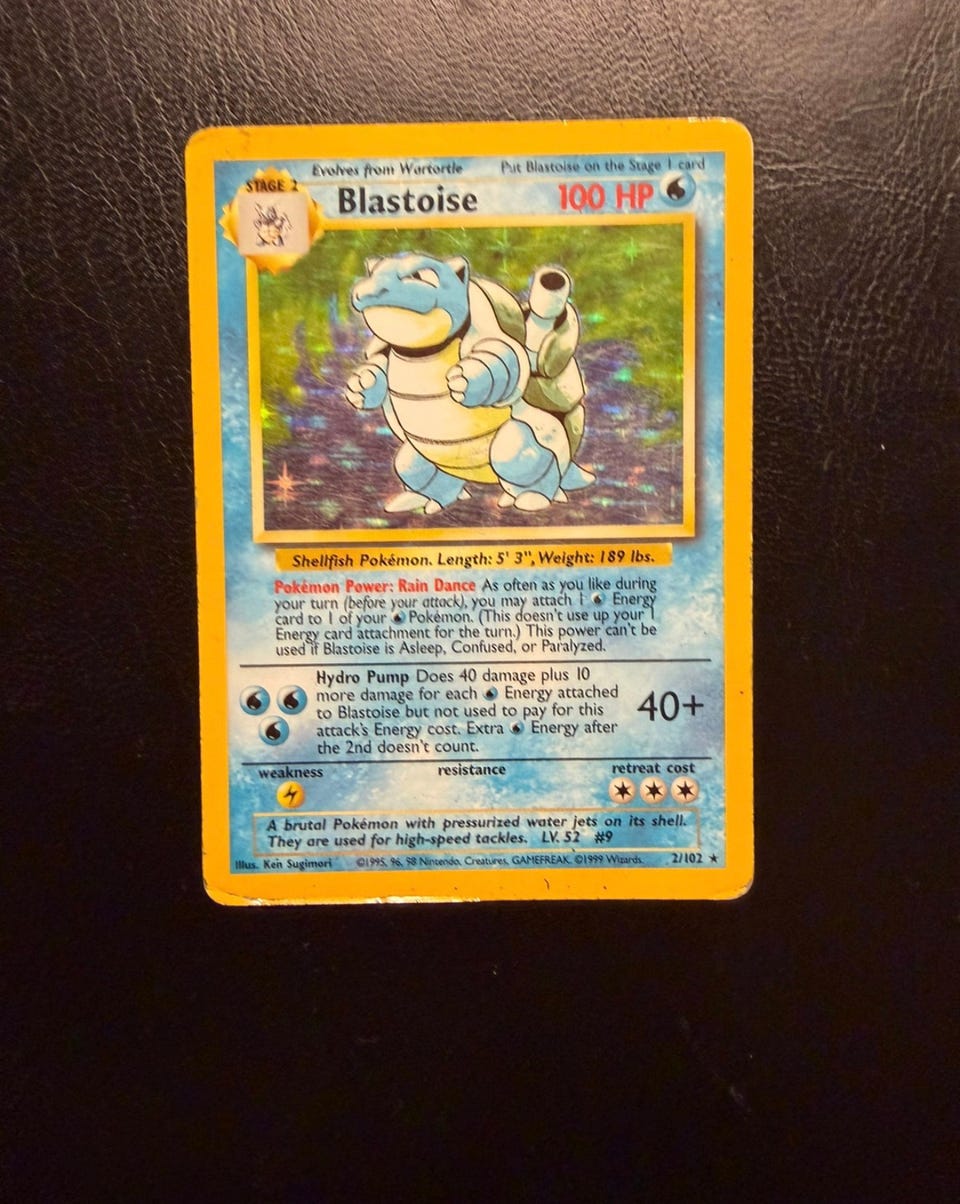 Evolves from Wartortle Put Blastoise on the Stage 1 card
STAGE 2
Blastoise 100 HP
Shellfish Pokémon. Length: 5' 3", Weight: 189 lbs.
Pokémon Power: Rain Dance As often as you like during
your turn (before your attack), you may attach 1 Energy
card to 1 of your Pokémon. (This doesn't use up your 1
Energy card attachment for the turn.) This power can't be
used if Blastoise is Asleep, Confused, or Paralyzed.
Hydro Pump Does 40 damage plus 10
more damage for each Energy attached
to Blastoise but not used to pay for this
attack's Energy cost. Extra Energy after
the 2nd doesn't count.
40+
weakness resistance retreat cost
A brutal Pokémon with pressurized water jets on its shell.
They are used for high-speed tackles. LV. 52 #9
Illus. Ken Sugimori ©1995, 96, 98 Nintendo, Creatures, GAMEFREAK. ©1999 Wizards. 2/102 ★